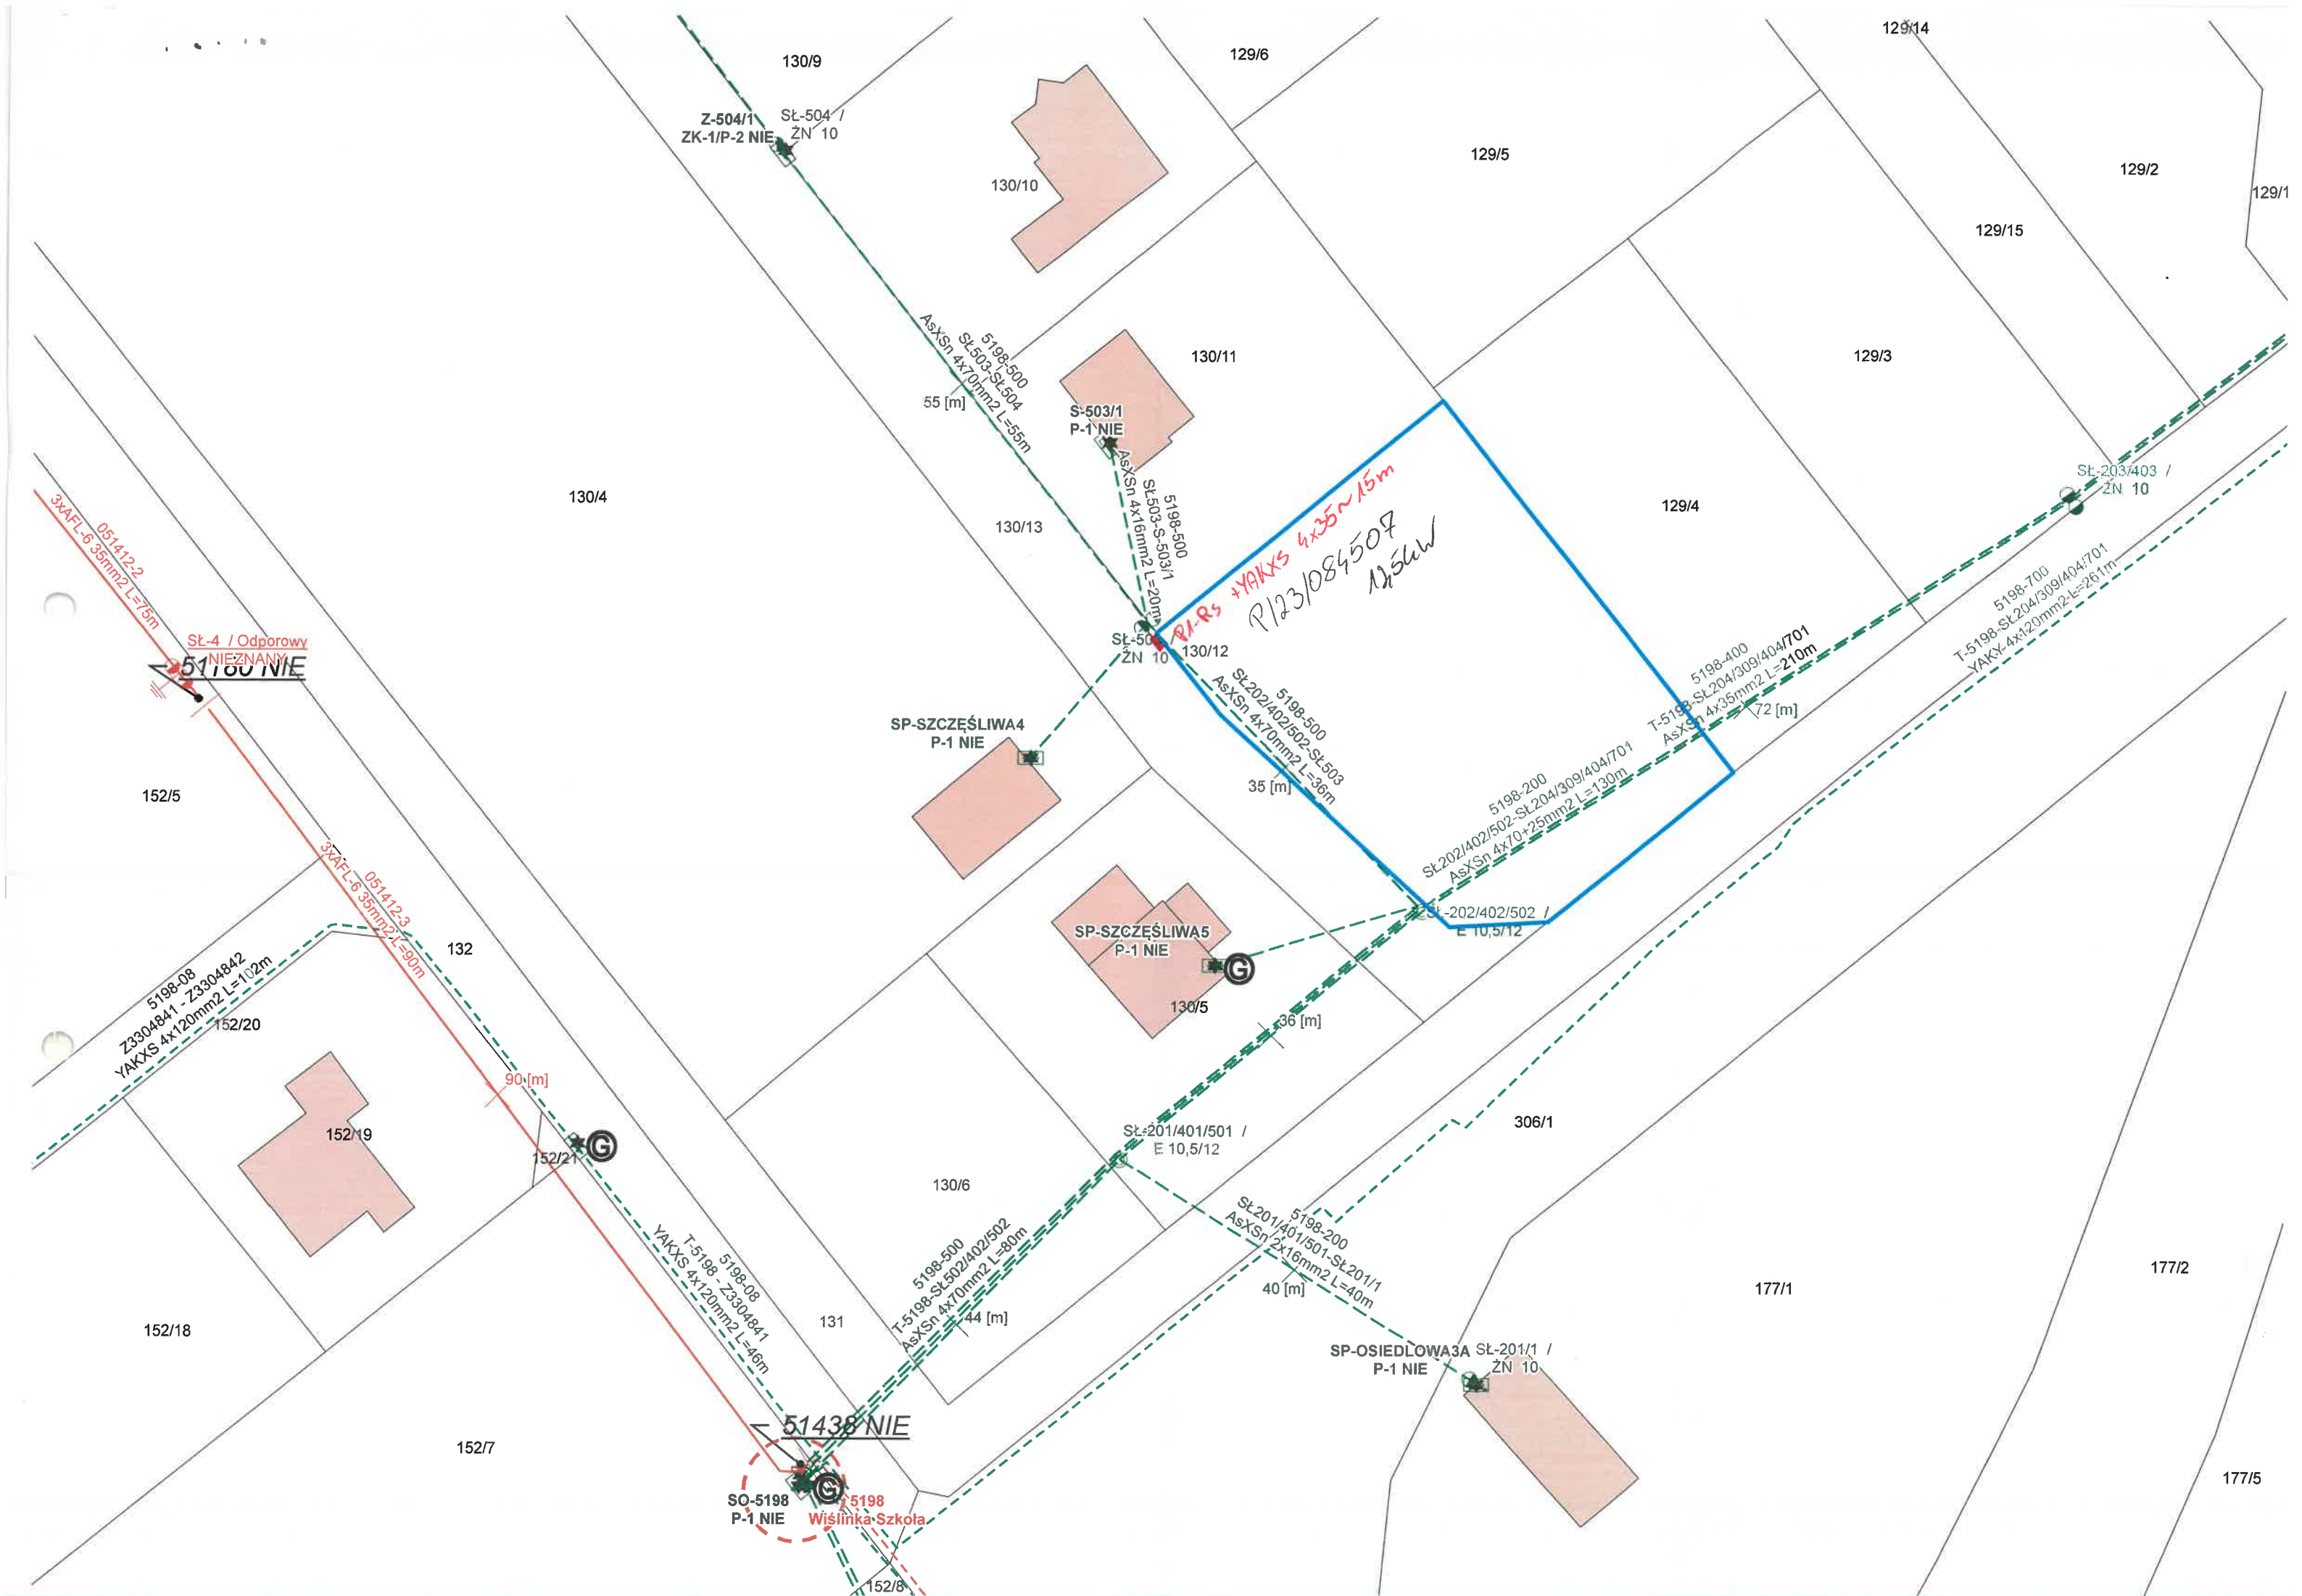 129/14
130/9
129/6
Z-504/1
ZK-1/P-2 NIE
SŁ-504 /
ŻN 10
129/5
129/2
129/1
130/10
129/15
5198-500
SŁ503-SŁ504
AsXSn 4x70mm2 L=55m
55 [m]
130/11
129/3
S-503/1
P-1 NIE
5198-500
SŁ503-S-503/1
AsXSn 4x16mm2 L=20m
130/4
130/13
129/4
SŁ-203/403 /
ŻN 10
P1-Rs +YAKXS 4x35~15m
P/23/084507
12,5kW
051412-2
3xAFL-6 35mm2 L=75m
SŁ-4 / Odporowy
NIEZNANY
51180 NIE
SŁ-50
ŻN 10
130/12
5198-500
SŁ202/402/502-SŁ503
AsXSn 4x70mm2 L=36m
35 [m]
5198-400
T-5198-SŁ204/309/404/701
AsXSn 4x35mm2 L=210m
72 [m]
5198-700
T-5198-SŁ204/309/404/701
YAKY 4x120mm2 L=261m
5198-200
SŁ202/402/502-SŁ204/309/404/701
AsXSn 4x70+25mm2 L=130m
SP-SZCZĘŚLIWA4
P-1 NIE
152/5
SŁ-202/402/502 /
E 10,5/12
SP-SZCZĘŚLIWA5
P-1 NIE
G
130/5
36 [m]
051412-3
3xAFL-6 35mm2 L=90m
132
5198-08
Z3304841 - Z3304842
YAKXS 4x120mm2 L=102m
152/20
90 [m]
152/19
152/21
G
SŁ-201/401/501 /
E 10,5/12
306/1
130/6
5198-200
SŁ201/401/501-SŁ201/1
AsXSn 2x16mm2 L=40m
40 [m]
5198-500
T-5198-SŁ502/402/502
AsXSn 4x70mm2 L=80m
44 [m]
5198-08
T-5198 - Z3304841
YAKXS 4x120mm2 L=46m
131
177/1
177/2
152/18
SP-OSIEDLOWA3A
P-1 NIE
SŁ-201/1 /
ŻN 10
51438 NIE
152/7
177/5
SO-5198
P-1 NIE
G
5198
Wiślinka Szkoła
152/8